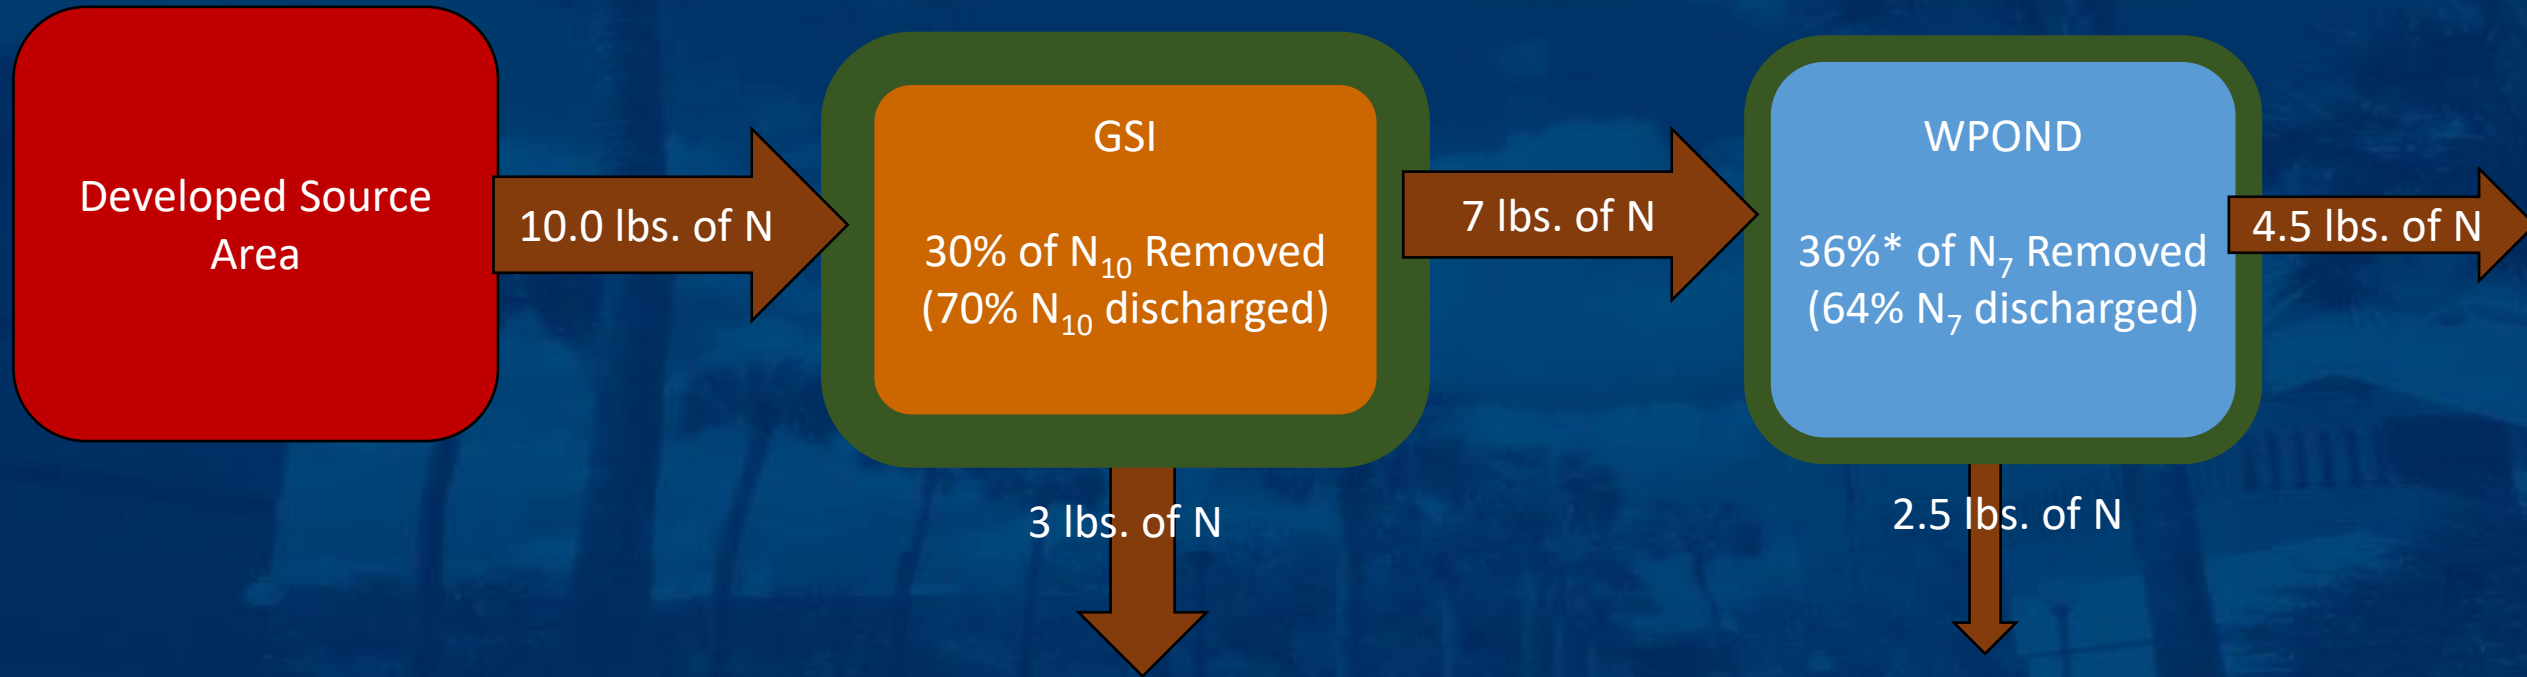 Developed Source
Area
10.0 lbs. of N
GSI
30% of N₁₀ Removed
(70% N₁₀ discharged)
3 lbs. of N
7 lbs. of N
WPOND
36%* of N₇ Removed
(64% N₇ discharged)
2.5 lbs. of N
4.5 lbs. of N